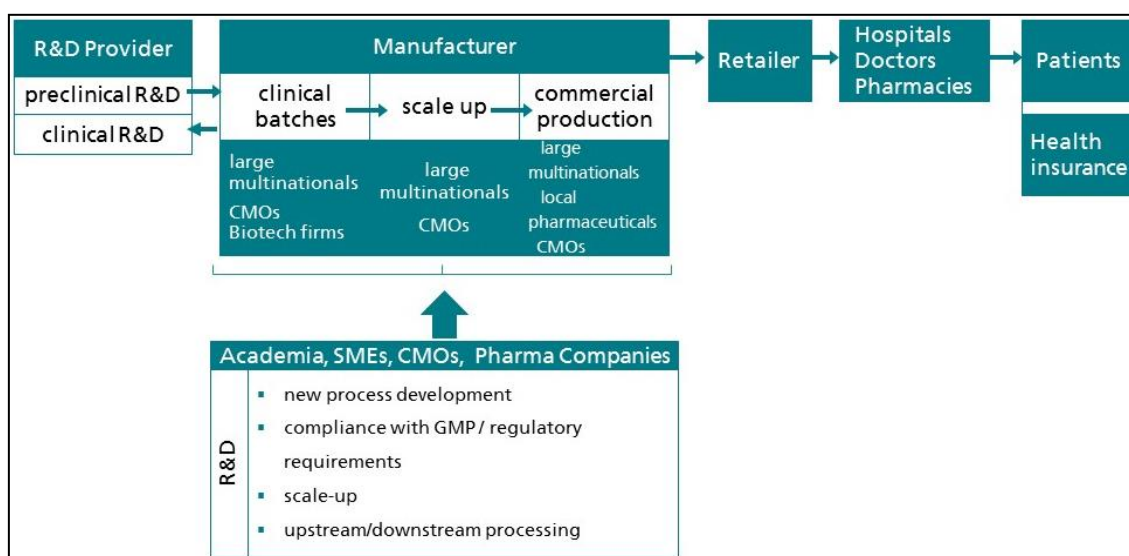 R&D Provider
preclinical R&D
clinical R&D
Manufacturer
clinical
batches
scale up
commercial
production
large
multinationals
CMOs
Biotech firms
large
multinationals
CMOs
large
multinationals
local
pharmaceuticals
CMOs
Retailer
Hospitals
Doctors
Pharmacies
Patients
Health
insurance
Academia, SMEs, CMOs, Pharma Companies
R&D
▪ new process development
▪ compliance with GMP/ regulatory
requirements
▪ scale-up
▪ upstream/downstream processing